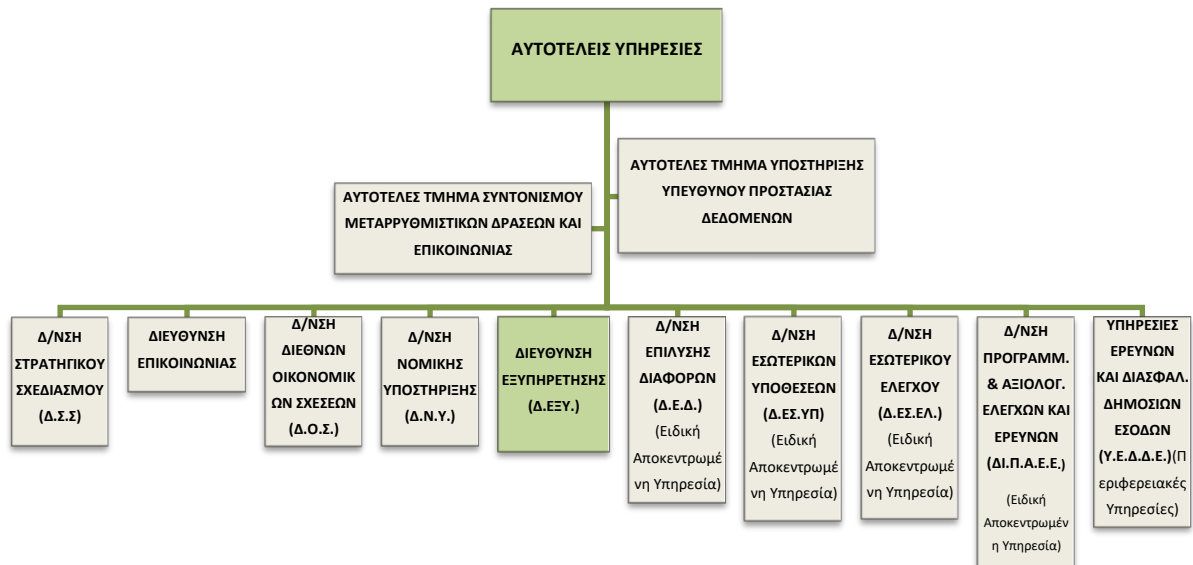 ΑΥΤΟΤΕΛΕΙΣ ΥΠΗΡΕΣΙΕΣ
ΑΥΤΟΤΕΛΕΣ ΤΜΗΜΑ ΥΠΟΣΤΗΡΙΞΗΣ
ΥΠΕΥΘΥΝΟΥ ΠΡΟΣΤΑΣΙΑΣ
ΔΕΔΟΜΕΝΩΝ
ΑΥΤΟΤΕΛΕΣ ΤΜΗΜΑ ΣΥΝΤΟΝΙΣΜΟΥ
ΜΕΤΑΡΡΥΘΜΙΣΤΙΚΩΝ ΔΡΑΣΕΩΝ ΚΑΙ
ΕΠΙΚΟΙΝΩΝΙΑΣ
Δ/ΝΣΗ
ΣΤΡΑΤΗΓΙΚΟΥ
ΣΧΕΔΙΑΣΜΟΥ
(Δ.Σ.Σ)
ΔΙΕΥΘΥΝΣΗ
ΕΠΙΚΟΙΝΩΝΙΑΣ
Δ/ΝΣΗ
ΔΙΕΘΝΩΝ
ΟΙΚΟΝΟΜΙΚ
ΩΝ ΣΧΕΣΕΩΝ
(Δ.Ο.Σ.)
Δ/ΝΣΗ
ΝΟΜΙΚΗΣ
ΥΠΟΣΤΗΡΙΞΗΣ
(Δ.Ν.Υ.)
ΔΙΕΥΘΥΝΣΗ
ΕΞΥΠΗΡΕΤΗΣΗΣ
(Δ.ΕΞΥ.)
Δ/ΝΣΗ
ΕΠΙΛΥΣΗΣ
ΔΙΑΦΟΡΩΝ
(Δ.Ε.Δ.)
(Ειδική
Αποκεντρωμέ
νη Υπηρεσία)
Δ/ΝΣΗ
ΕΣΩΤΕΡΙΚΩΝ
ΥΠΟΘΕΣΕΩΝ
(Δ.ΕΣ.ΥΠ)
(Ειδική
Αποκεντρωμέ
νη Υπηρεσία)
Δ/ΝΣΗ
ΕΣΩΤΕΡΙΚΟΥ
ΕΛΕΓΧΟΥ
(Δ.ΕΣ.ΕΛ.)
(Ειδική
Αποκεντρωμέ
νη Υπηρεσία)
Δ/ΝΣΗ
ΠΡΟΓΡΑΜΜ.
& ΑΞΙΟΛΟΓ.
ΕΛΕΓΧΩΝ ΚΑΙ
ΕΡΕΥΝΩΝ
(ΔΙ.Π.Α.Ε.Ε.)
(Ειδική
Αποκεντρωμέν
η Υπηρεσία)
ΥΠΗΡΕΣΙΕΣ
ΕΡΕΥΝΩΝ
ΚΑΙ ΔΙΑΣΦΑΛ.
ΔΗΜΟΣΙΩΝ
ΕΣΟΔΩΝ
(Υ.Ε.Δ.Δ.Ε.)(Π
εριφερειακές
Υπηρεσίες)